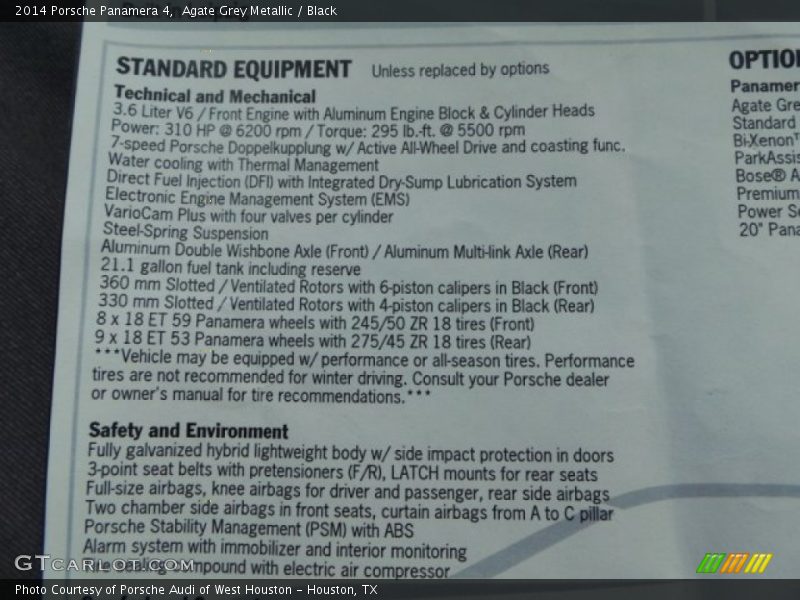 2014 Porsche Panamera 4,  Agate Grey Metallic / Black
STANDARD EQUIPMENT Unless replaced by options
Technical and Mechanical
3.6 Liter V6 / Front Engine with Aluminum Engine Block & Cylinder Heads
Power: 310 HP @ 6200 rpm / Torque: 295 lb.-ft. @ 5500 rpm
7-speed Porsche Doppelkupplung w/ Active All-Wheel Drive and coasting func.
Water cooling with Thermal Management
Direct Fuel Injection (DFI) with Integrated Dry-Sump Lubrication System
Electronic Engine Management System (EMS)
VarioCam Plus with four valves per cylinder
Steel-Spring Suspension
Aluminum Double Wishbone Axle (Front) / Aluminum Multi-link Axle (Rear)
21.1 gallon fuel tank including reserve
360 mm Slotted / Ventilated Rotors with 6-piston calipers in Black (Front)
330 mm Slotted / Ventilated Rotors with 4-piston calipers in Black (Rear)
8 x 18 ET 59 Panamera wheels with 245/50 ZR 18 tires (Front)
9 x 18 ET 53 Panamera wheels with 275/45 ZR 18 tires (Rear)
***Vehicle may be equipped w/ performance or all-season tires. Performance
tires are not recommended for winter driving. Consult your Porsche dealer
or owner's manual for tire recommendations.***
Safety and Environment
Fully galvanized hybrid lightweight body w/ side impact protection in doors
3-point seat belts with pretensioners (F/R), LATCH mounts for rear seats
Full-size airbags, knee airbags for driver and passenger, rear side airbags
Two chamber side airbags in front seats, curtain airbags from A to C pillar
Porsche Stability Management (PSM) with ABS
Alarm system with immobilizer and interior monitoring
compound with electric air compressor
OPTIO
Panamer
Agate Gre
Standard
Bi-Xenon™
ParkAssis
Bose® A
Premium
Power Se
20" Pana
GTCARLOT.COM
Photo Courtesy of Porsche Audi of West Houston - Houston, TX